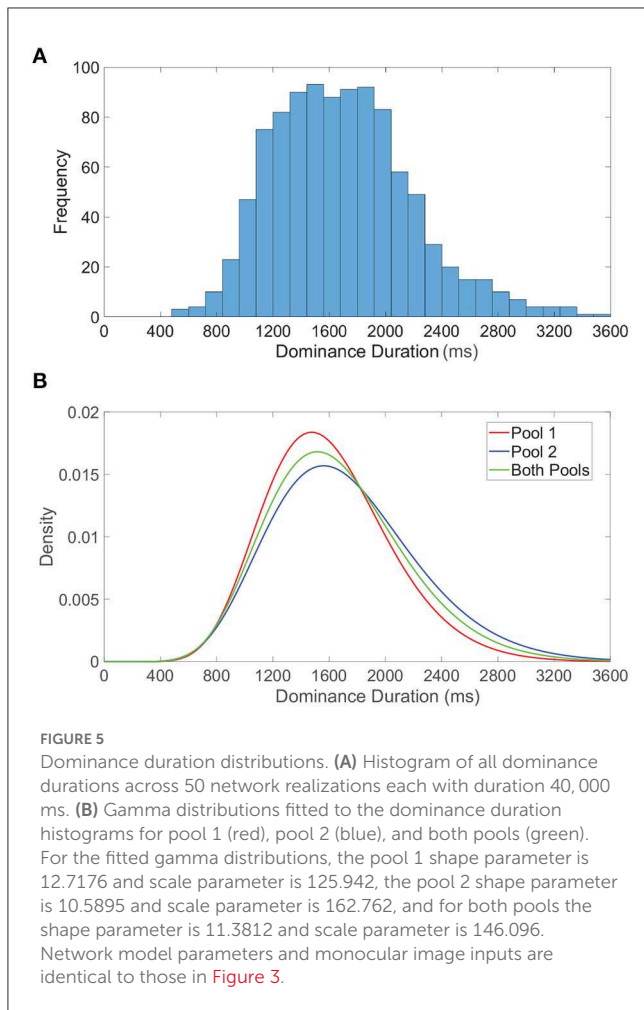 A
100
80
60
40
20
0
Frequency
0 400 800 1200 1600 2000 2400 2800 3200 3600
Dominance Duration (ms)
B
0.02
0.015
0.01
0.005
0
Density
Pool 1
Pool 2
Both Pools
0 400 800 1200 1600 2000 2400 2800 3200 3600
Dominance Duration (ms)
FIGURE 5
Dominance duration distributions. (A) Histogram of all dominance
durations across 50 network realizations each with duration 40, 000
ms. (B) Gamma distributions fitted to the dominance duration
histograms for pool 1 (red), pool 2 (blue), and both pools (green).
For the fitted gamma distributions, the pool 1 shape parameter is
12.7176 and scale parameter is 125.942, the pool 2 shape parameter
is 10.5895 and scale parameter is 162.762, and for both pools the
shape parameter is 11.3812 and scale parameter is 146.096.
Network model parameters and monocular image inputs are
identical to those in Figure 3.